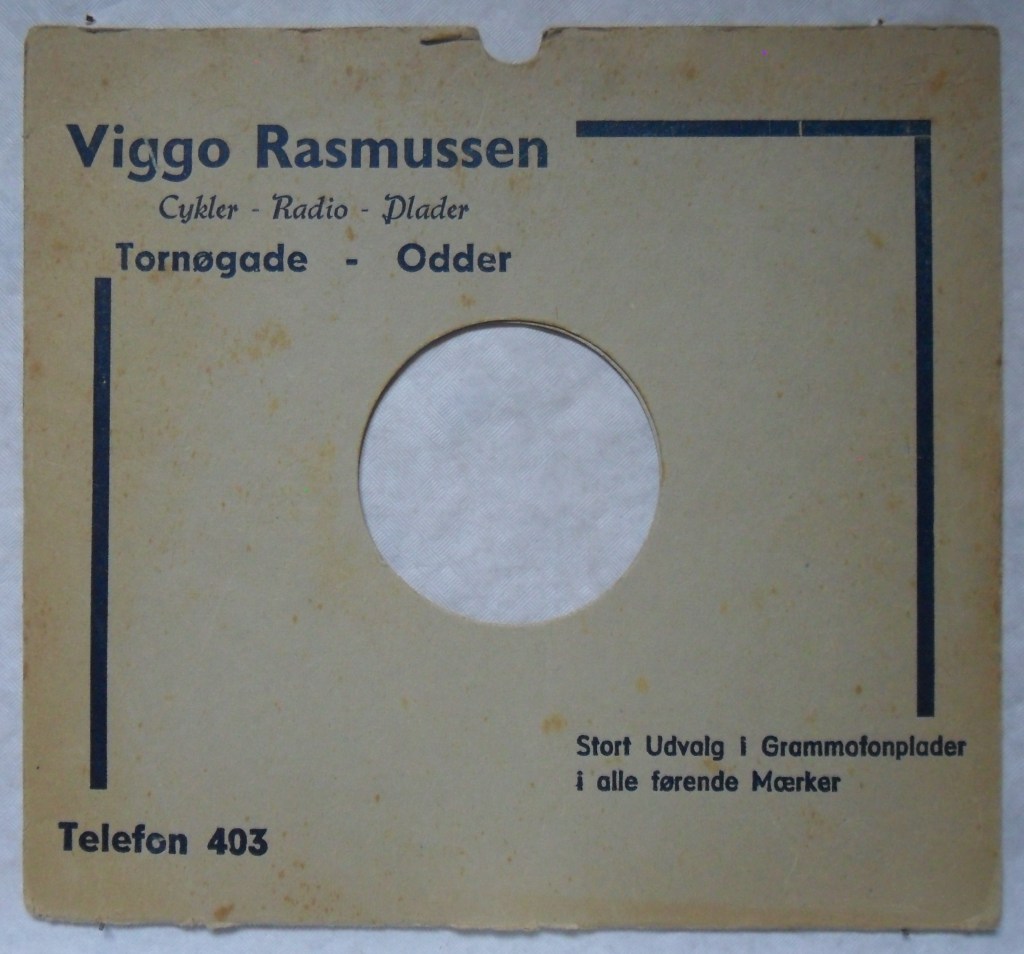 Viggo Rasmussen
Cykler - Radio - Plader
Tornøgade - Odder
Stort Udvalg i Grammofonplader
i alle førende Mærker
Telefon 403